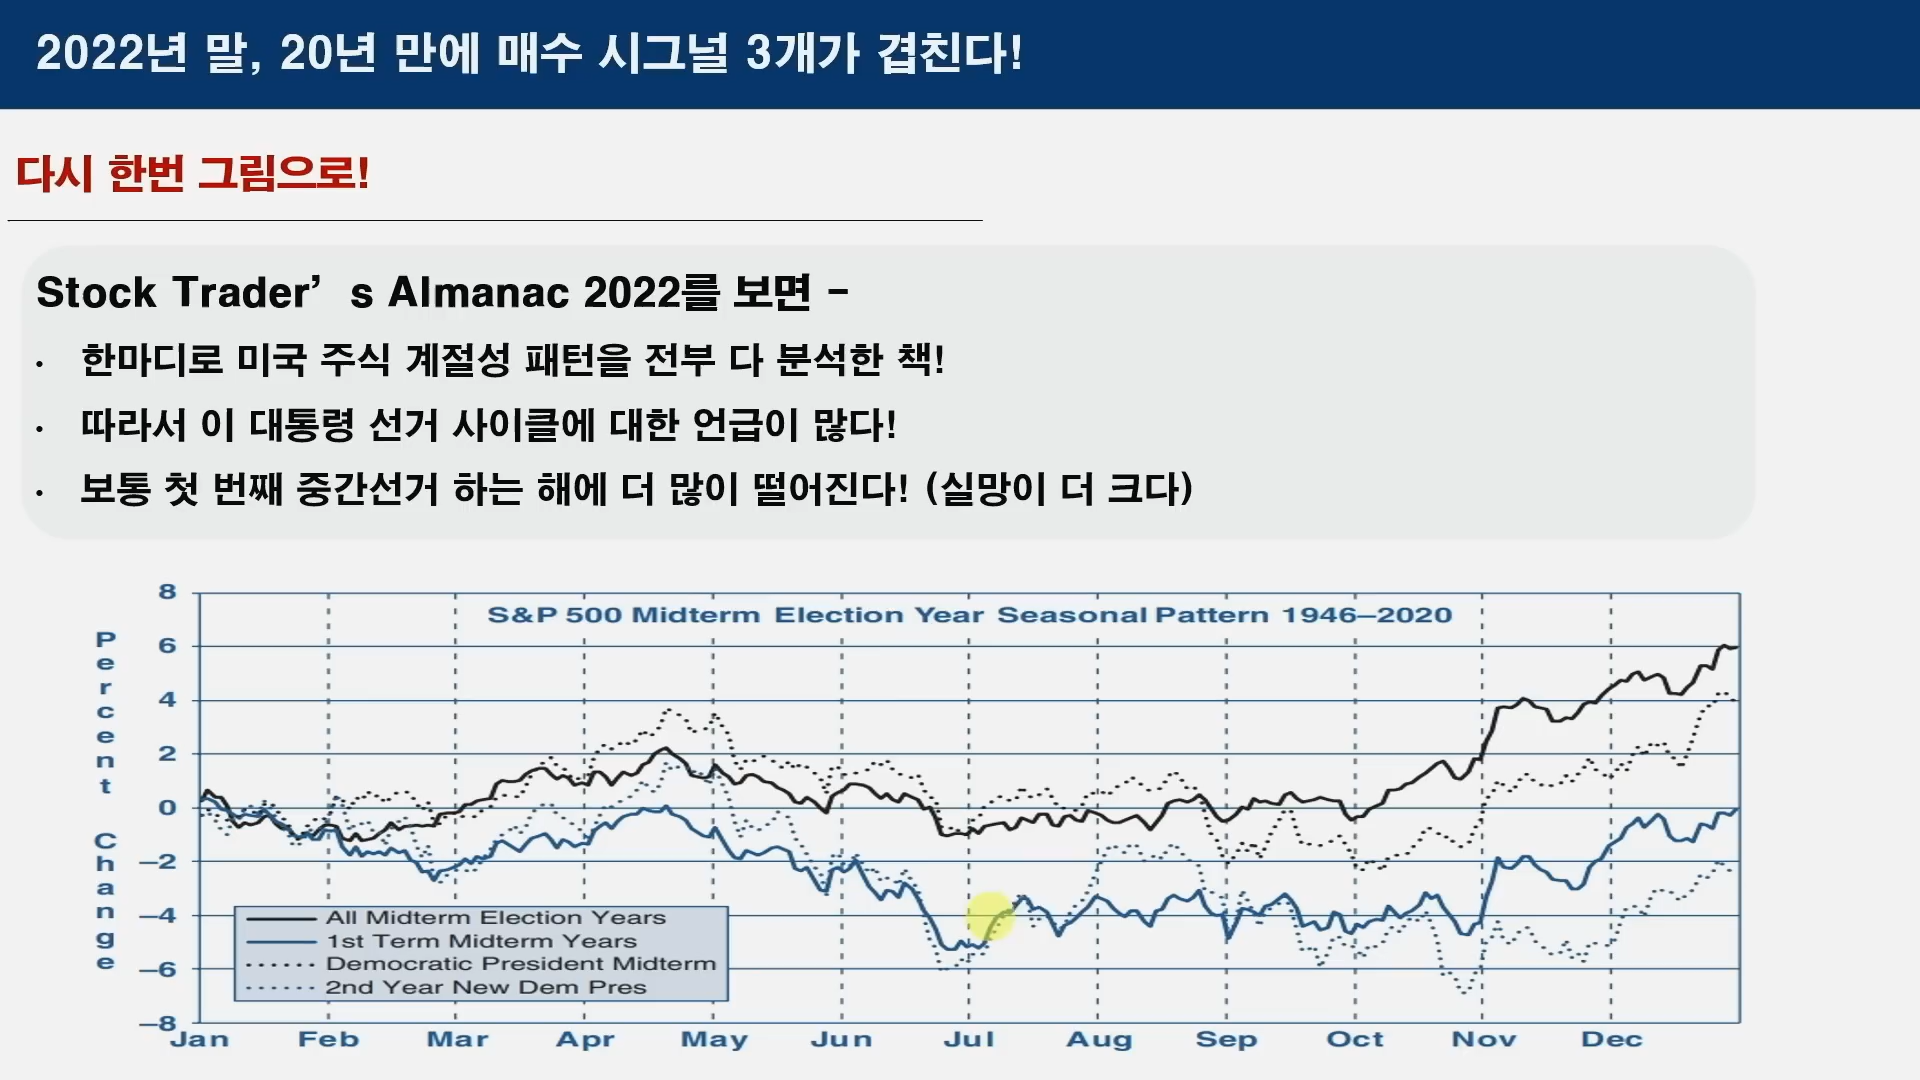 2022년 말, 20년 만에 매수 시그널 3개가 겹친다!
다시 한번 그림으로!
Stock Trader’s Almanac 2022를 보면 –
• 한마디로 미국 주식 계절성 패턴을 전부 다 분석한 책!
• 따라서 이 대통령 선거 사이클에 대한 언급이 많다!
• 보통 첫 번째 중간선거 하는 해에 더 많이 떨어진다! (실망이 더 크다)
S&P 500 Midterm Election Year Seasonal Pattern 1946–2020
Percent Change
8
6
4
2
0
–2
–4
–6
–8
All Midterm Election Years
1st Term Midterm Years
Democratic President Midterm
2nd Year New Dem Pres
Jan Feb Mar Apr May Jun Jul Aug Sep Oct Nov Dec